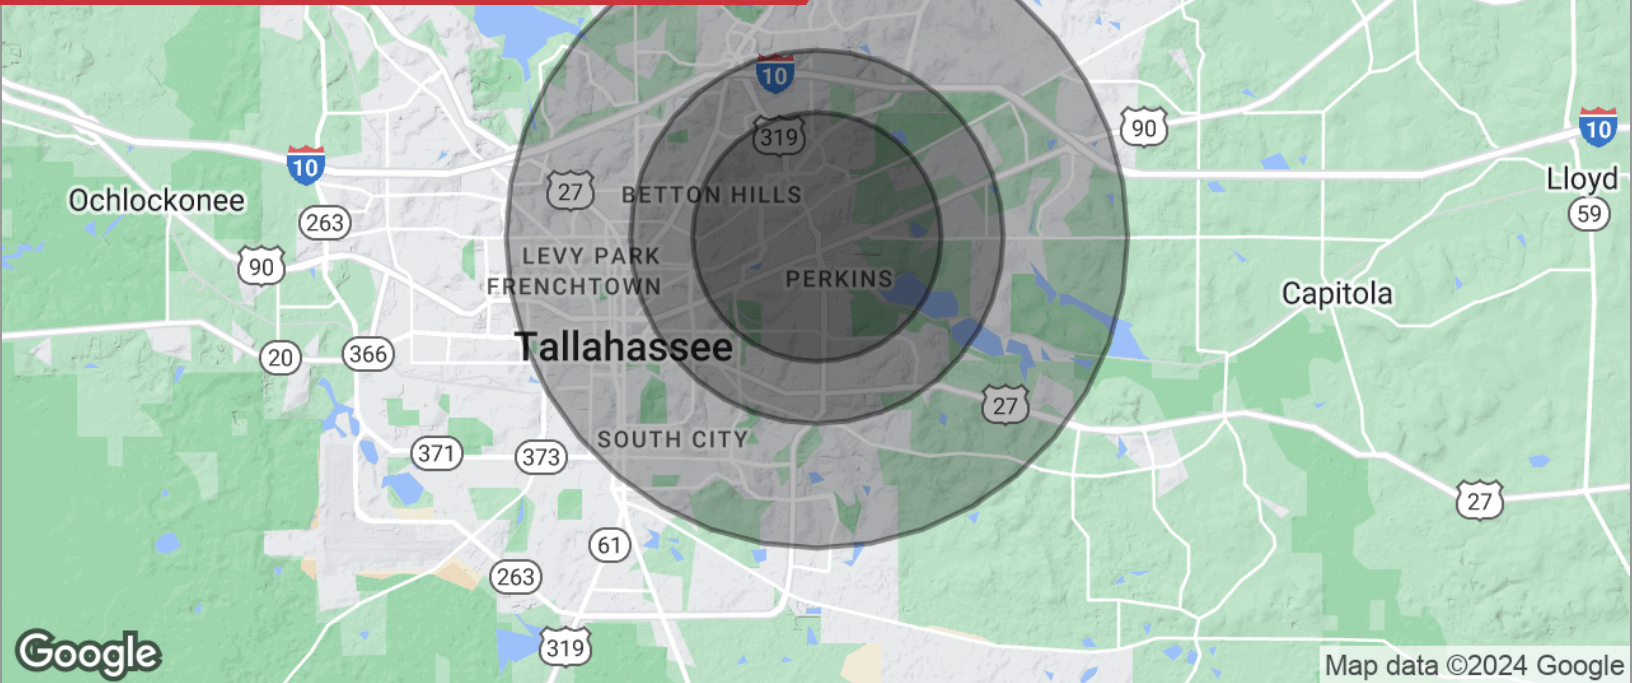 10
319
90
10
10
Lloyd
27
BETTON HILLS
Ochlockonee
59
263
LEVY PARK
90
FRENCHTOWN
PERKINS
Capitola
Tallahassee
20
366
27
SOUTH CITY
371
373
27
61
263
319
Google
Map data ©2024 Google